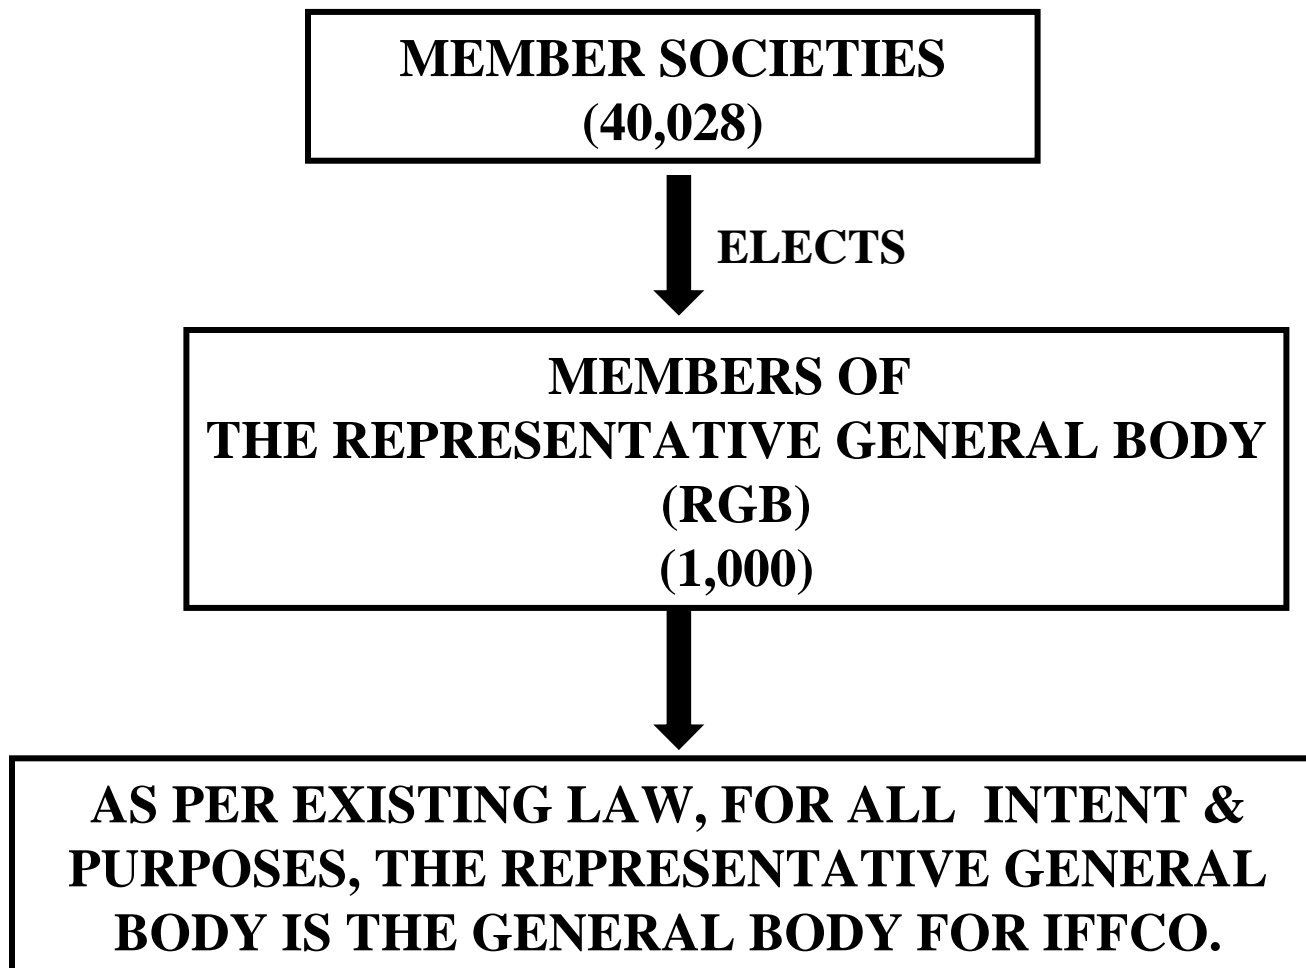 MEMBER SOCIETIES
(40,028)
ELECTS
MEMBERS OF
THE REPRESENTATIVE GENERAL BODY
(RGB)
(1,000)
AS PER EXISTING LAW, FOR ALL  INTENT &
PURPOSES, THE REPRESENTATIVE GENERAL
BODY IS THE GENERAL BODY FOR IFFCO.